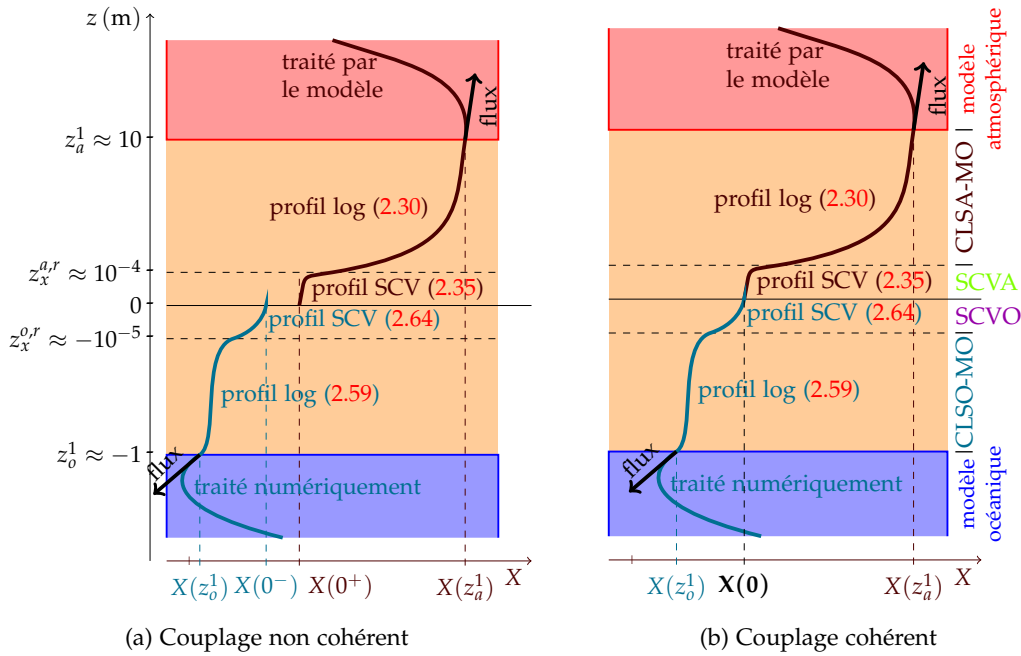 z (m)
traité par
le modèle
flux
z_a^1 ≈ 10
profil log (2.30)
z_x^{a,r} ≈ 10^{-4}
profil SCV (2.35)
0
profil SCV (2.64)
z_x^{o,r} ≈ −10^{-5}
profil log (2.59)
z_o^1 ≈ −1
flux
traité numériquement
X(z_o^1)
X(0^-)
X(0^+)
X(z_a^1)
X
(a) Couplage non cohérent
traité par
le modèle
flux
modèle
atmosphérique
profil log (2.30)
CLSA-MO
profil SCV (2.35)
SCVA
profil SCV (2.64)
SCVO
profil log (2.59)
CLSO-MO
flux
traité numériquement
modèle
océanique
X(z_o^1)
X(0)
X(z_a^1)
X
(b) Couplage cohérent